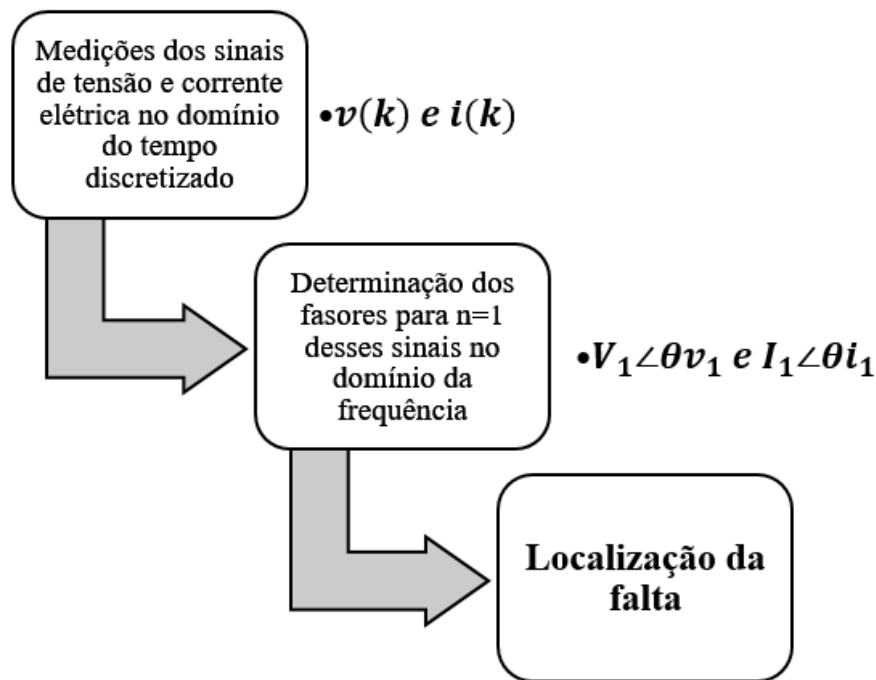 Medições dos sinais
de tensão e corrente
elétrica no domínio
do tempo
discretizado
•v(k) e i(k)
Determinação dos
fasores para n=1
desses sinais no
domínio da
frequência
•V₁∠θv₁ e I₁∠θi₁
Localização da
falta